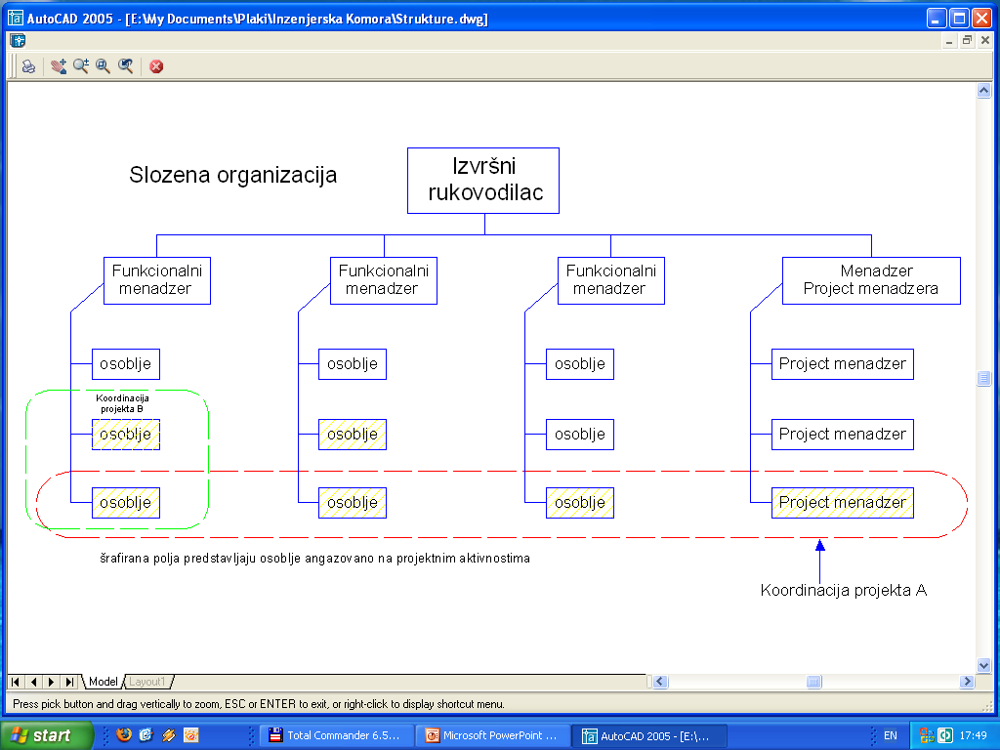 AutoCAD 2005 - [E:\My Documents\Plaki\Inzenjerska Komora\Strukture.dwg]
Slozena organizacija
Izvršni
rukovodilac
Funkcionalni
menadzer
Funkcionalni
menadzer
Funkcionalni
menadzer
Menadzer
Project menadzera
osoblje
osoblje
osoblje
Project menadzer
Koordinacija
projekta B
osoblje
osoblje
osoblje
Project menadzer
osoblje
osoblje
osoblje
Project menadzer
šrafirana polja predstavljaju osoblje angazovano na projektnim aktivnostima
Koordinacija projekta A
Model
Layout1
Press pick button and drag vertically to zoom, ESC or ENTER to exit, or right-click to display shortcut menu.
start
Total Commander 6.5...
Microsoft PowerPoint ...
AutoCAD 2005 - [E:\...
EN
17:49